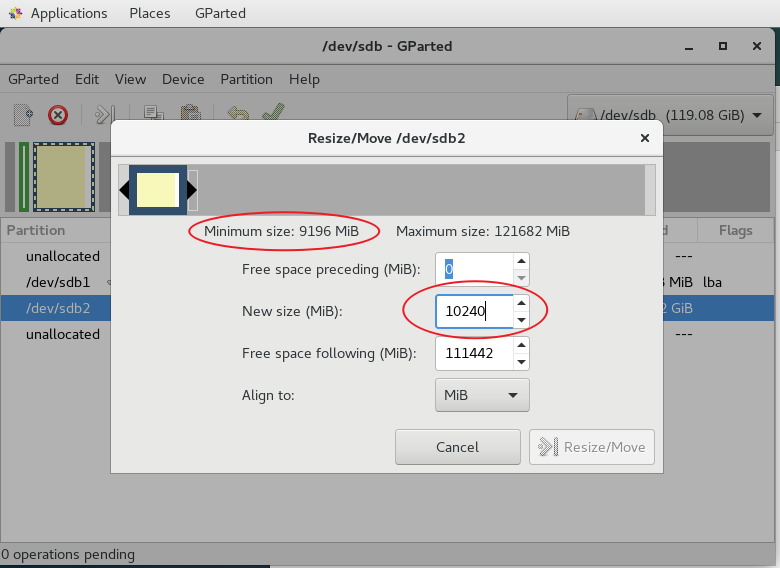 Applications Places GParted
/dev/sdb - GParted
GParted Edit View Device Partition Help
/dev/sdb (119.08 GiB)
Resize/Move /dev/sdb2
Minimum size: 9196 MiB Maximum size: 121682 MiB
Partition Flags
unallocated ---
/dev/sdb1 MiB lba
/dev/sdb2 GiB
unallocated ---
Free space preceding (MiB): 0
New size (MiB): 10240
Free space following (MiB): 111442
Align to: MiB
Cancel Resize/Move
0 operations pending